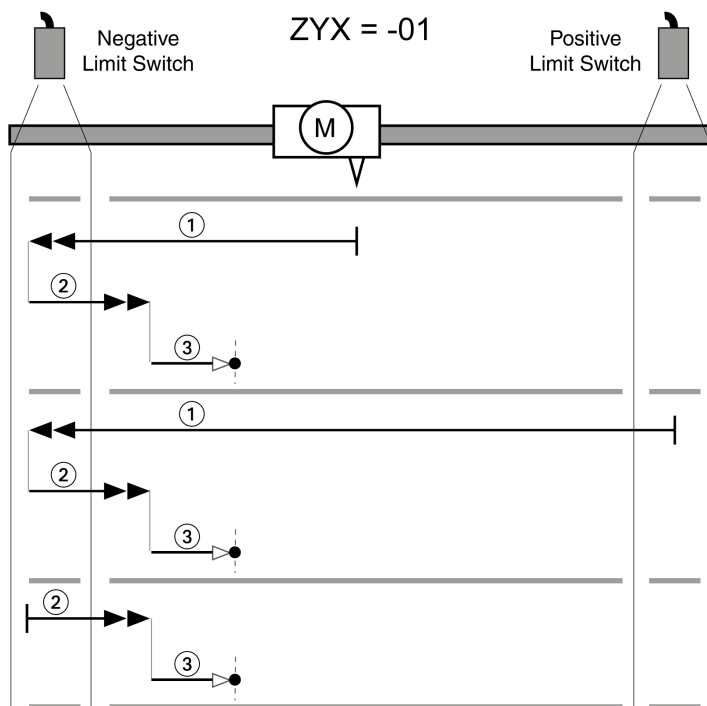 ZYX = -01
Negative
Limit Switch
Positive
Limit Switch
M
1
2
3
1
2
3
2
3